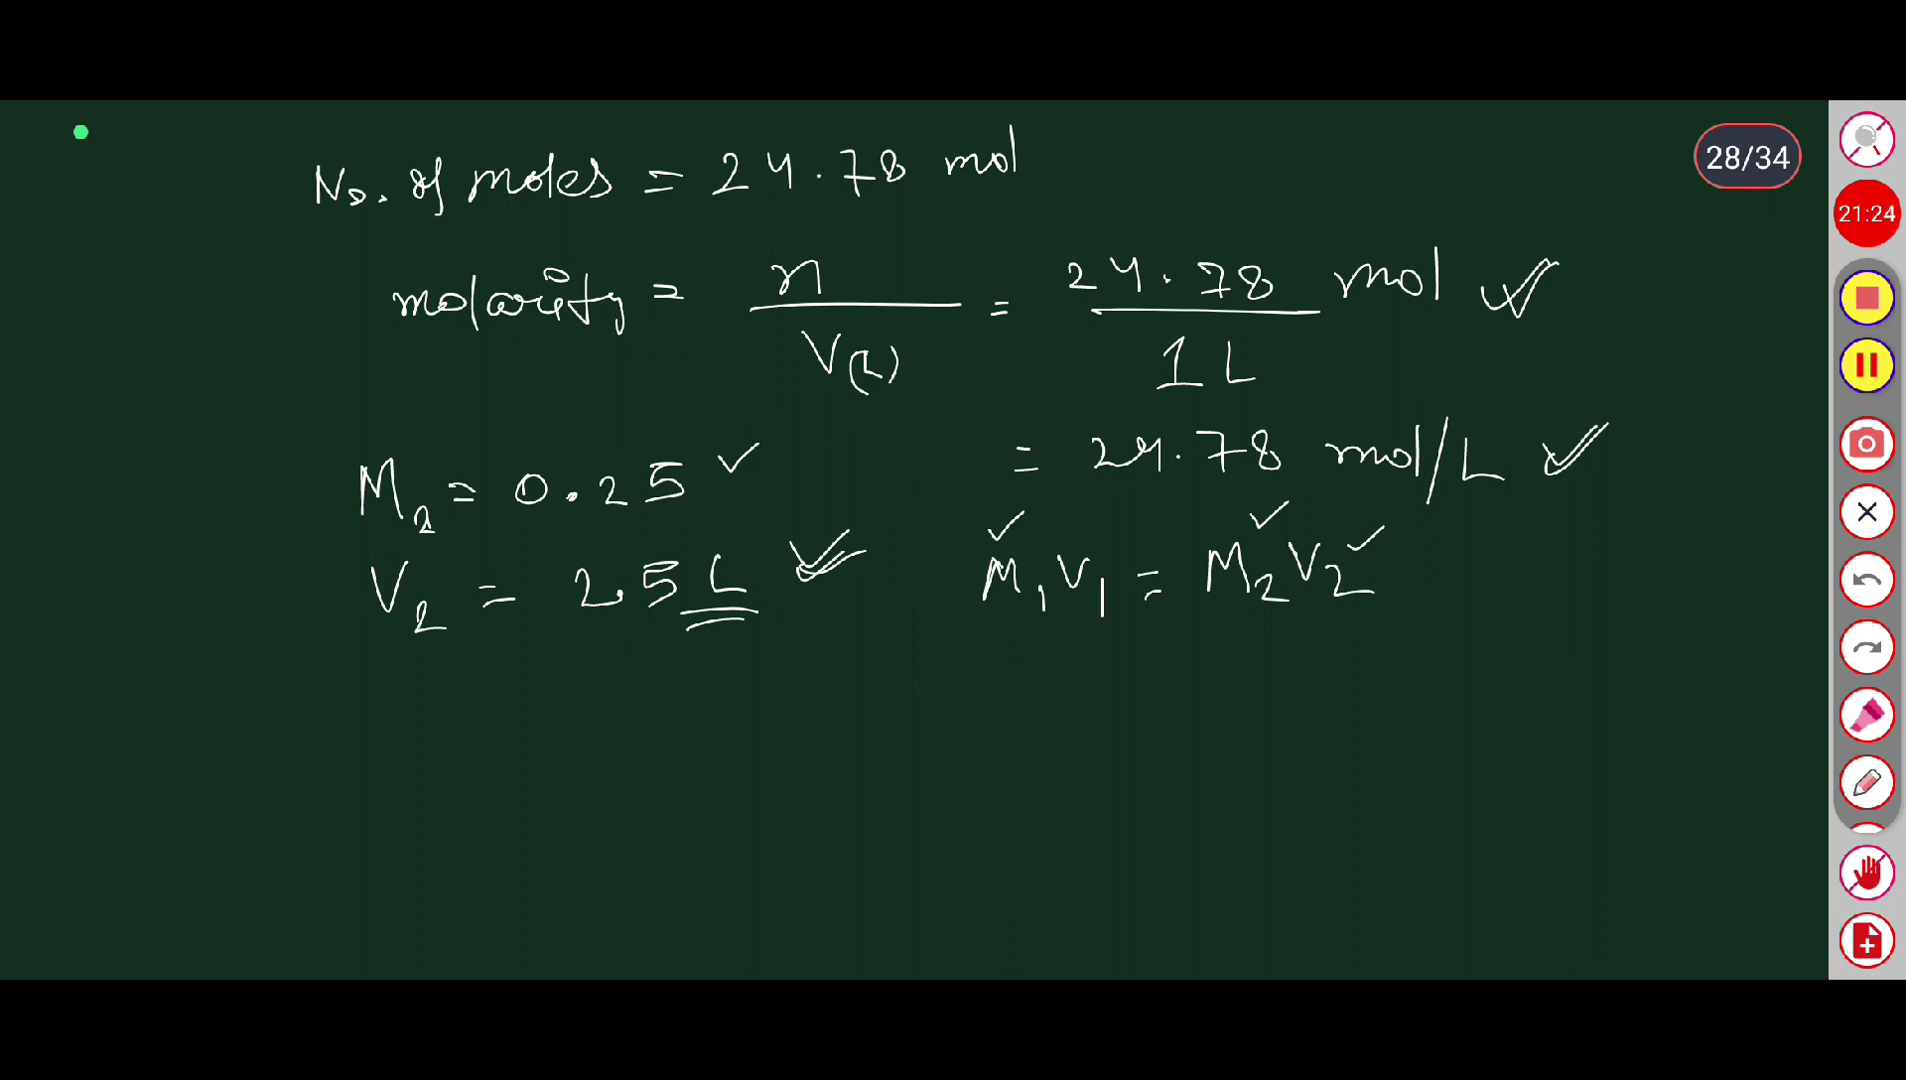 No. of moles = 24.78 mol
molarity = n / V(L) = 24.78 mol / 1 L
= 24.78 mol/L
M2 = 0.25
V2 = 2.5 L
M1V1 = M2V2
28/34
21:24